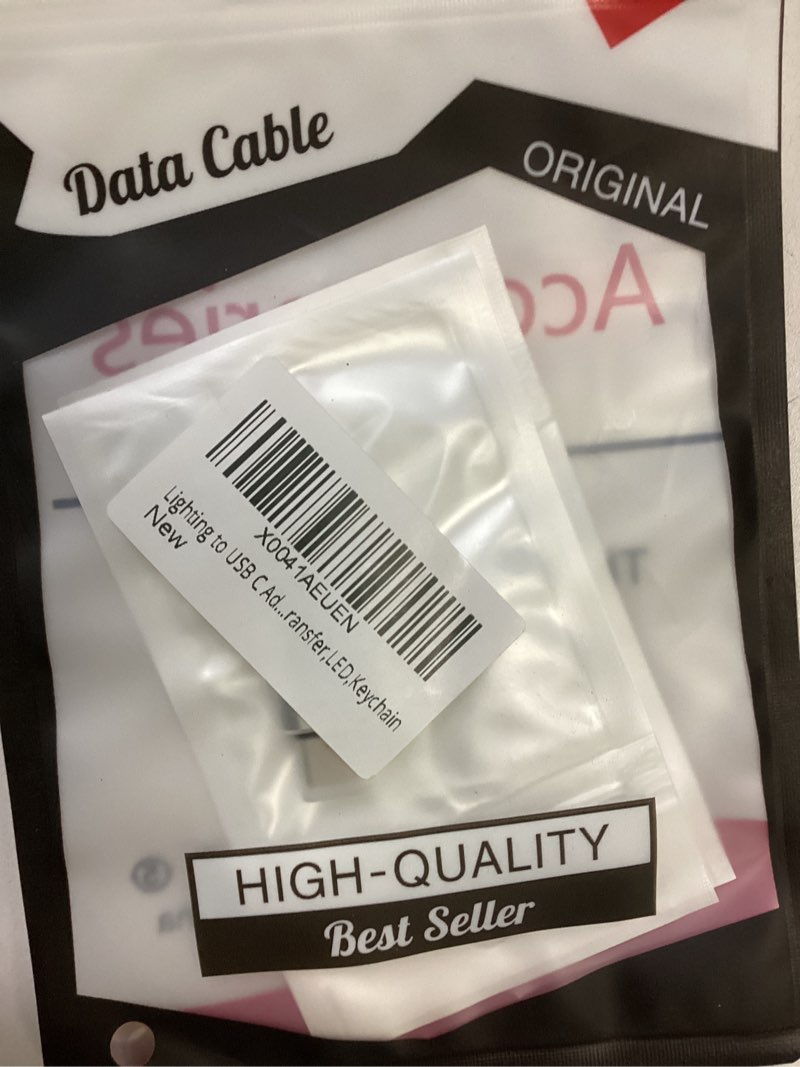 Data Cable
ORIGINAL
X0041AEUEN
Lighting to USB C Ad...ransfer,LED,Keychain
New
HIGH-QUALITY
Best Seller